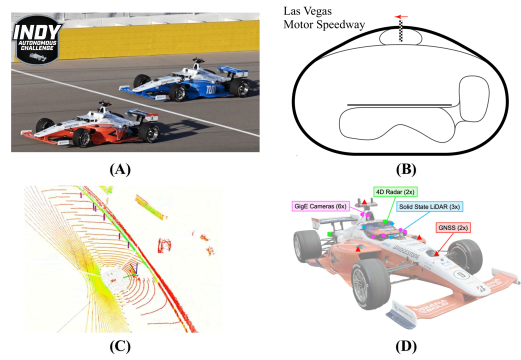 INDY
AUTONOMOUS
CHALLENGE
Las Vegas
Motor Speedway
(A)
(B)
4D Radar (2x)
GigE Cameras (6x)
Solid State LiDAR (3x)
GNSS (2x)
(C)
(D)